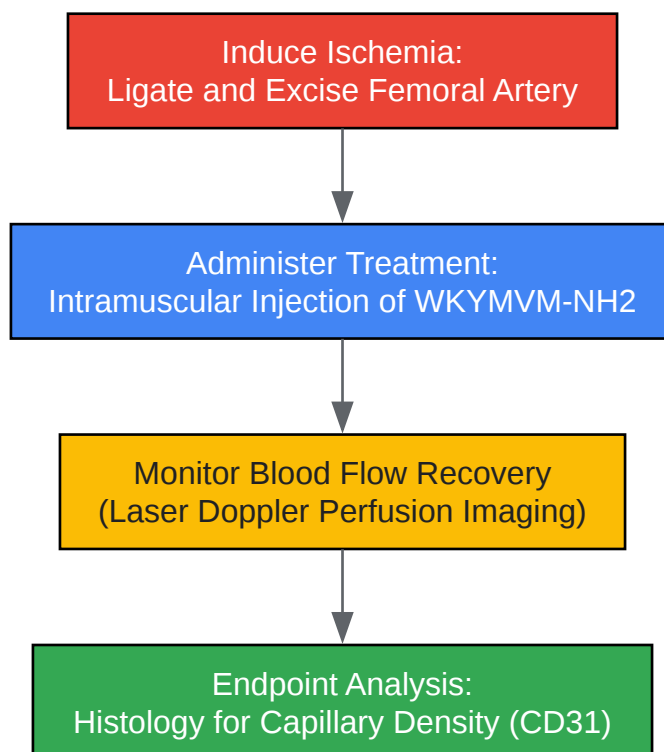 Induce Ischemia:
Ligate and Excise Femoral Artery
Administer Treatment:
Intramuscular Injection of WKYMVM-NH2
Monitor Blood Flow Recovery
(Laser Doppler Perfusion Imaging)
Endpoint Analysis:
Histology for Capillary Density (CD31)